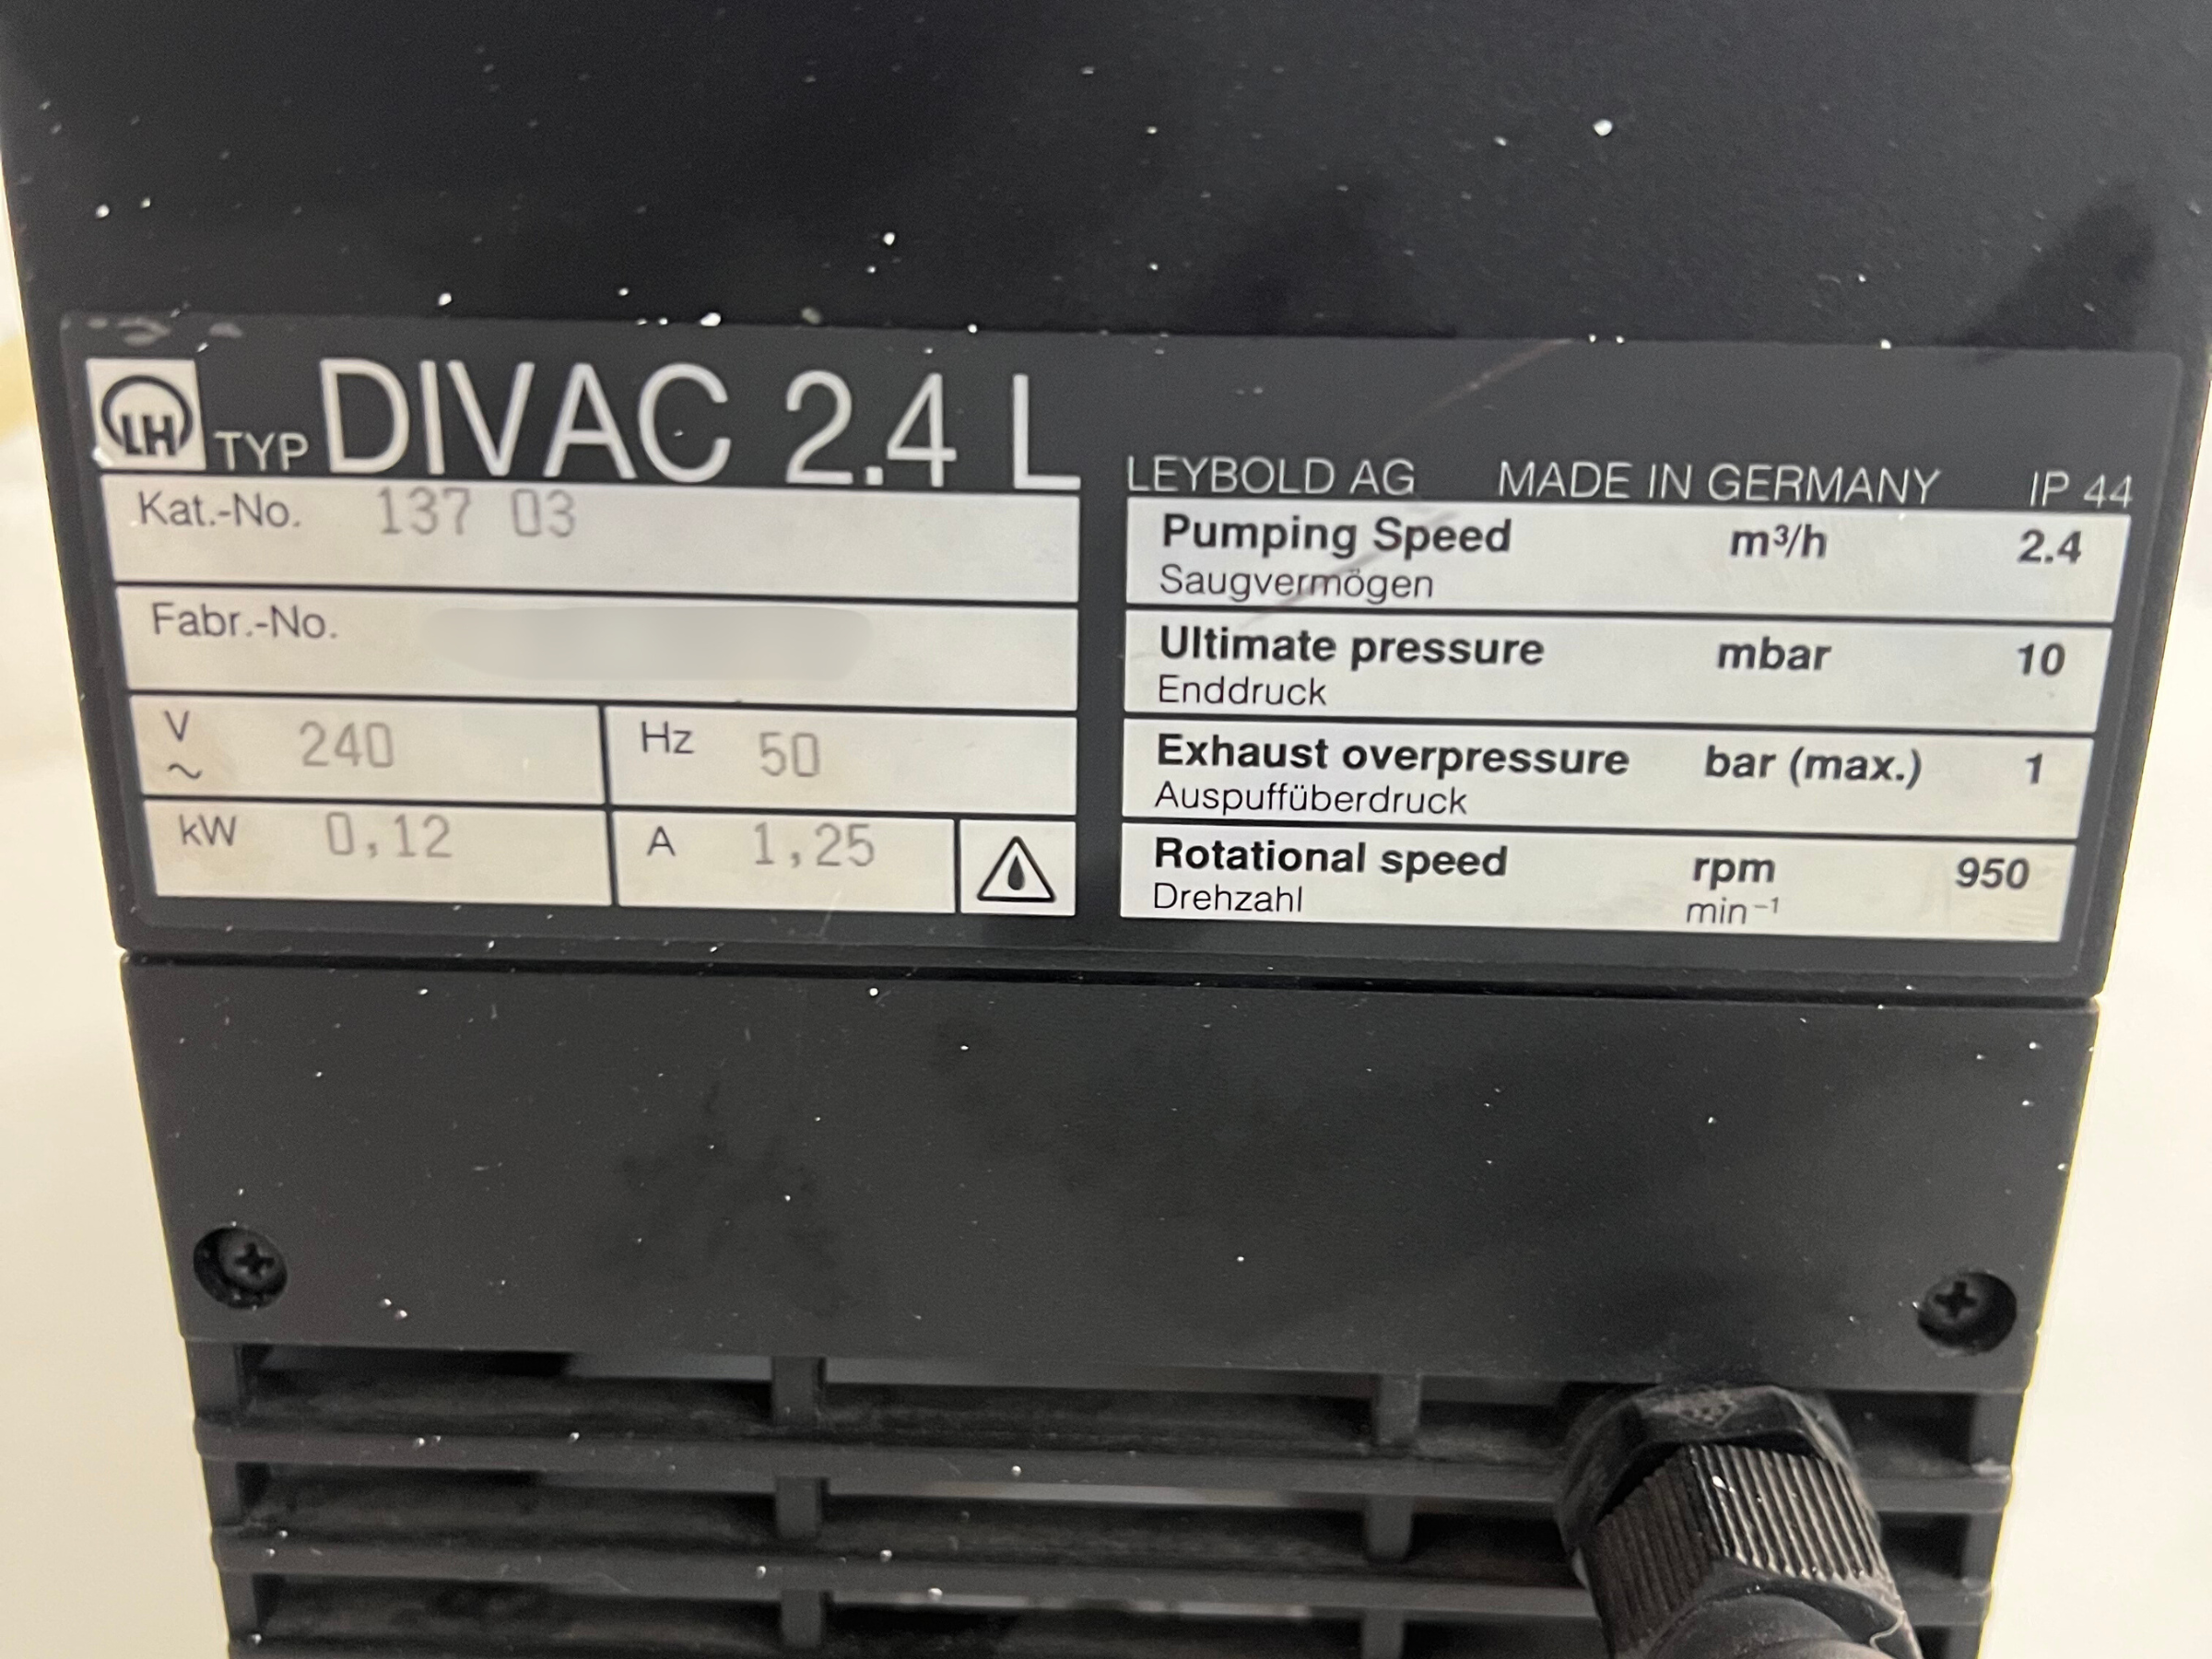 LH TYP DIVAC 2.4 L
Kat.-No. 137 03
Fabr.-No.
V ~ 240 Hz 50
kW 0,12 A 1,25
LEYBOLD AG MADE IN GERMANY IP 44
Pumping Speed m³/h 2.4
Saugvermögen
Ultimate pressure mbar 10
Enddruck
Exhaust overpressure bar (max.) 1
Auspuffüberdruck
Rotational speed rpm 950
Drehzahl min⁻¹